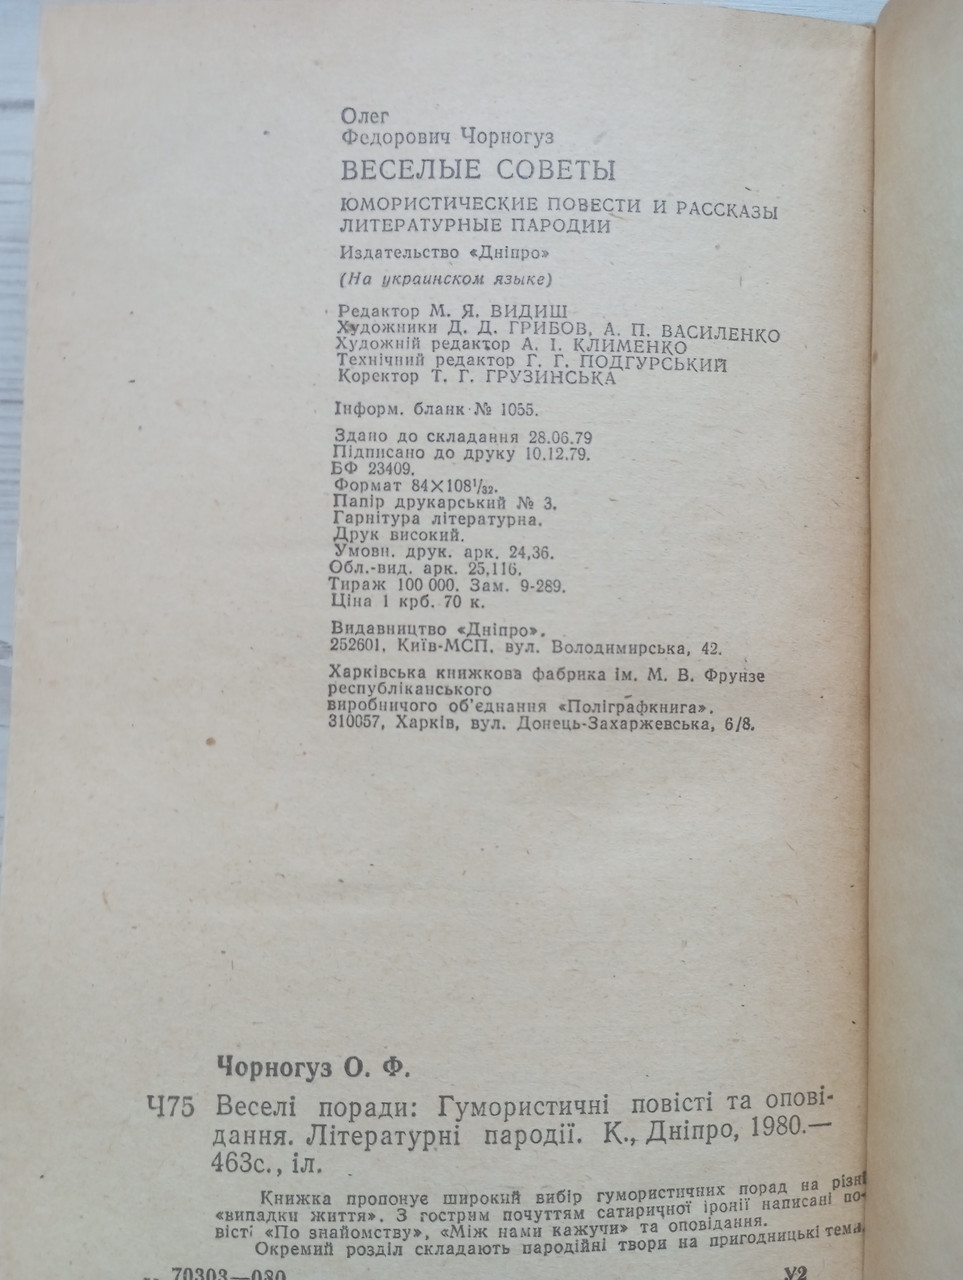 Олег
Федорович Чорногуз
ВЕСЕЛЫЕ СОВЕТЫ
ЮМОРИСТИЧЕСКИЕ ПОВЕСТИ И РАССКАЗЫ
ЛИТЕРАТУРНЫЕ ПАРОДИИ
Издательство «Дніпро»
(На украинском языке)
Редактор М. Я. ВИДИШ
Художники Д. Д. ГРИБОВ, А. П. ВАСИЛЕНКО
Художній редактор А. І. КЛИМЕНКО
Технічний редактор Г. Г. ПОДГУРСЬКИЙ
Коректор Т. Г. ГРУЗИНСЬКА
Інформ. бланк № 1055.
Здано до складання 28.06.79
Підписано до друку 10.12.79.
БФ 23409.
Формат 84×108¹/₃₂.
Папір друкарський № 3.
Гарнітура літературна.
Друк високий.
Умовн. друк. арк. 24,36.
Обл.-вид. арк. 25,116.
Тираж 100 000. Зам. 9-289.
Ціна 1 крб. 70 к.
Видавництво «Дніпро».
252601, Київ-МСП, вул. Володимирська, 42.
Харківська книжкова фабрика ім. М. В. Фрунзе
республіканського
виробничого об'єднання «Поліграфкнига».
310057, Харків, вул. Донець-Захаржевська, 6/8.
Чорногуз О. Ф.
Ч75 Веселі поради: Гумористичні повісті та опові-
дання. Літературні пародії. К., Дніпро, 1980.—
463с., іл.
Книжка пропонує широкий вибір гумористичних порад на різні
«випадки життя». З гострим почуттям сатиричної іронії написані по-
вісті «По знайомству», «Між нами кажучи» та оповідання.
Окремий розділ складають пародійні твори на пригодницькі теми.
70303—080 У2